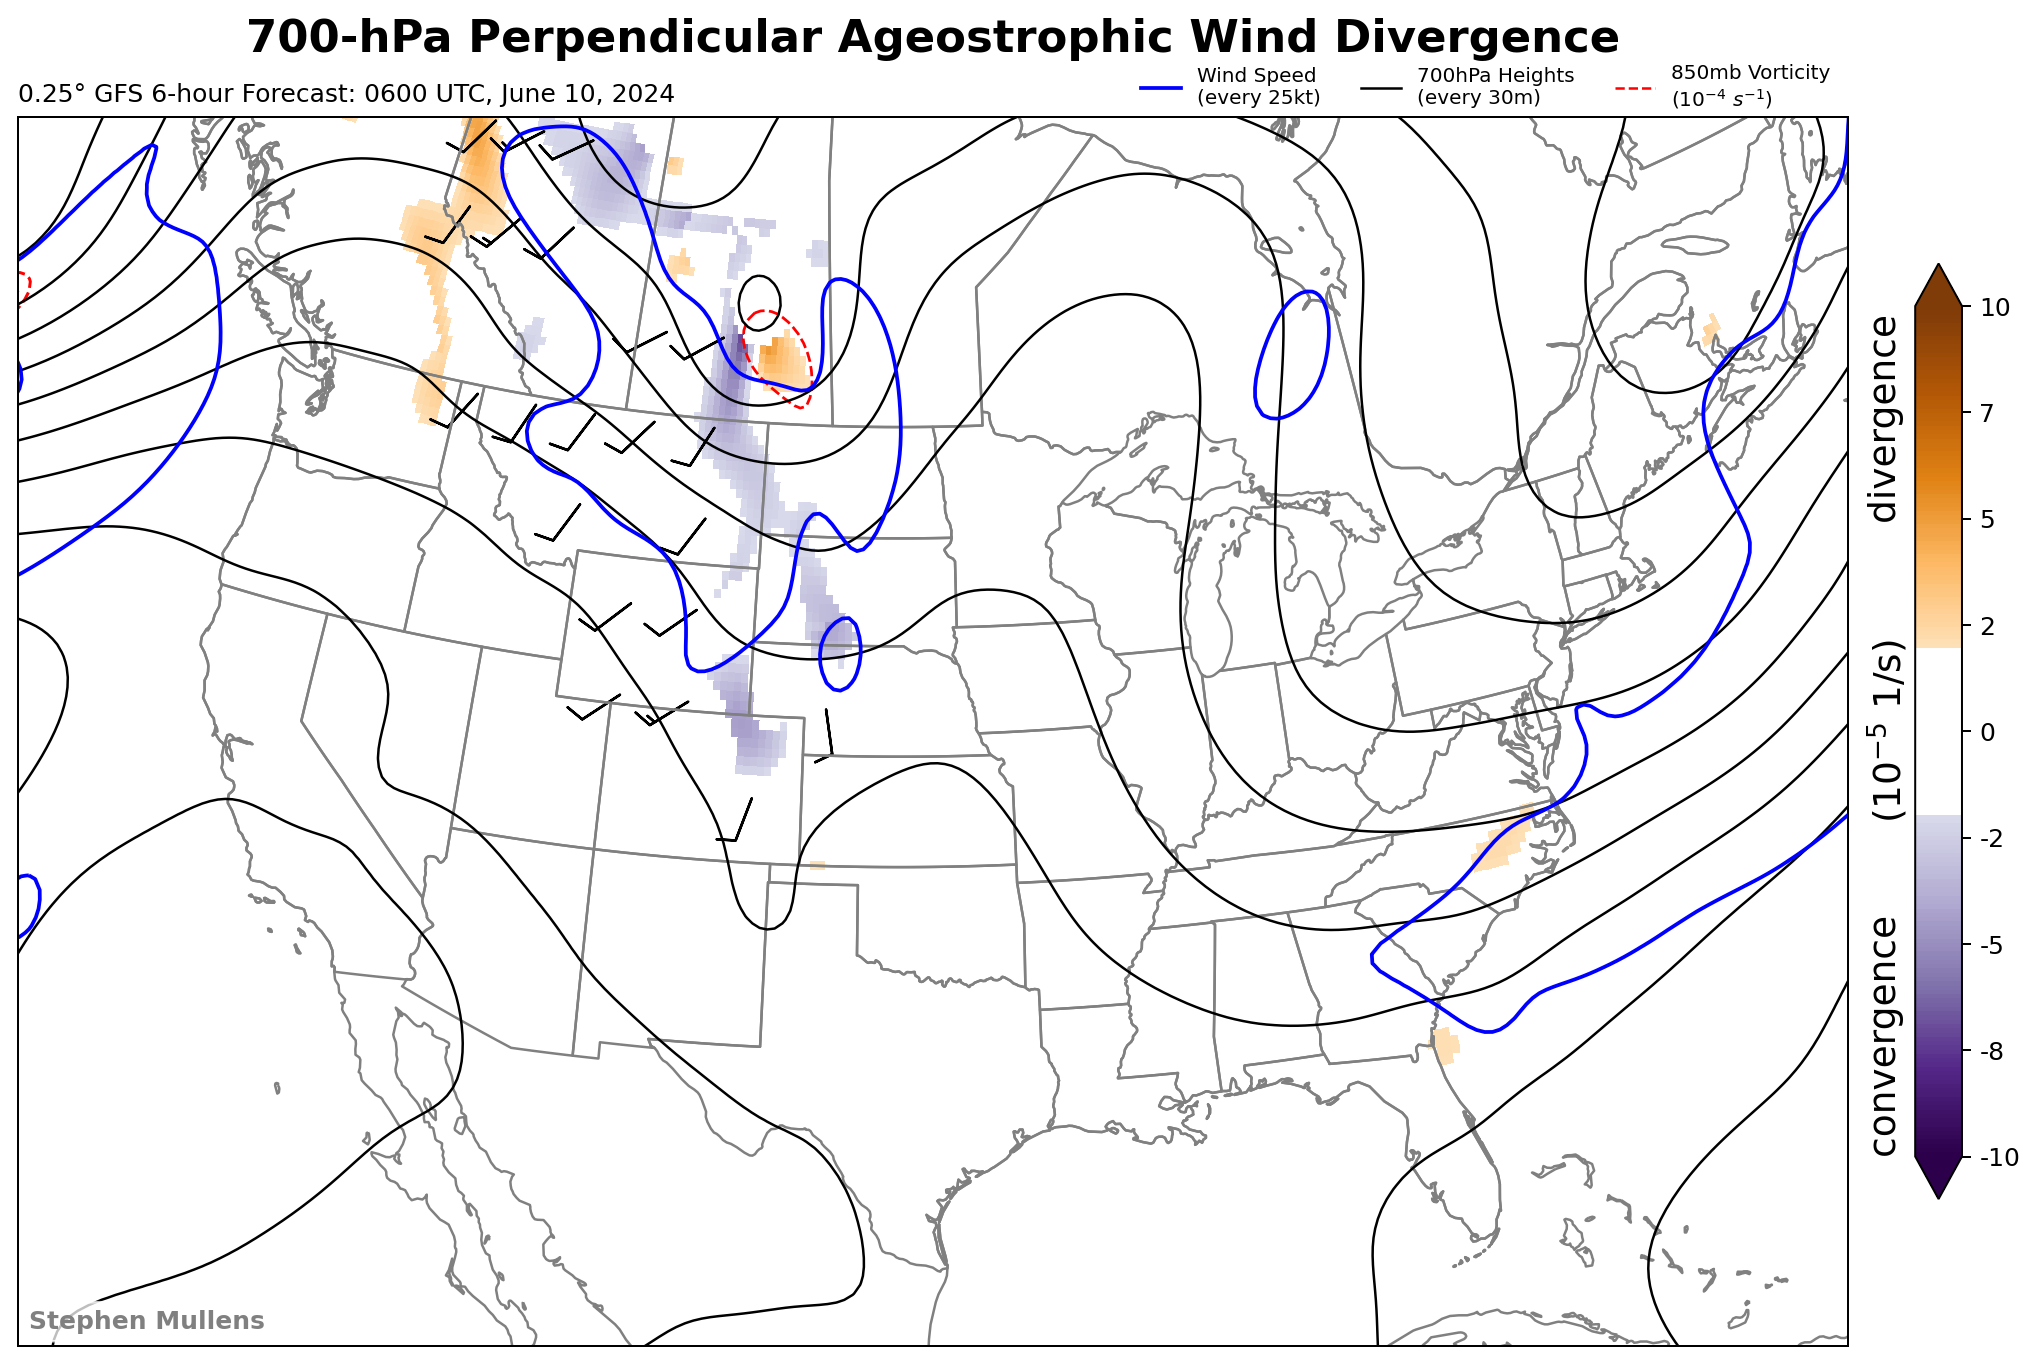 700-hPa Perpendicular Ageostrophic Wind Divergence
0.25° GFS 6-hour Forecast: 0600 UTC, June 10, 2024
Wind Speed
(every 25kt)
700hPa Heights
(every 30m)
850mb Vorticity
(10⁻⁴ s⁻¹)
10
7
5
2
0
-2
-5
-8
-10
convergence (10⁻⁵ 1/s) divergence
Stephen Mullens